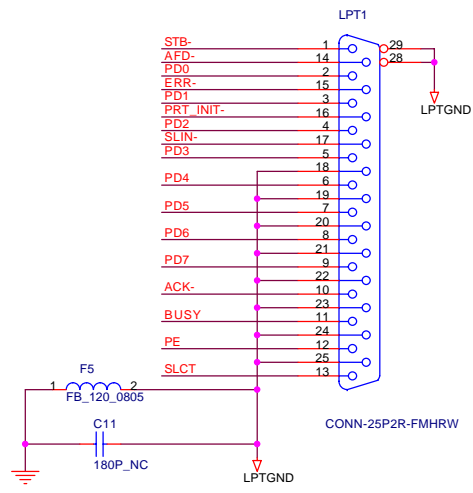 LPT1
STB- 1 29
AFD- 14 28
PD0 2
ERR- 15
PD1 3 LPTGND
PRT_INIT- 16
PD2 4
SLIN- 17
PD3 5
18
PD4 6
19
PD5 7
20
PD6 8
21
PD7 9
22
ACK- 10
23
BUSY 11
24
PE 12
25
SLCT 13
F5
1 2
FB_120_0805
CONN-25P2R-FMHRW
C11
180P_NC
LPTGND